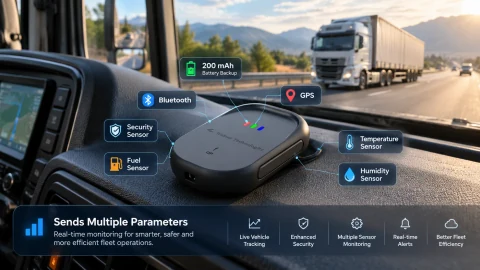 200 mAh
Battery Backup
Bluetooth
GPS
Security
Sensor
Fuel
Sensor
Temperature
Sensor
Humidity
Sensor
Sends Multiple Parameters
Real-time monitoring for smarter, safer and
more efficient fleet operations.
Live Vehicle
Tracking
Enhanced
Security
Multiple Sensor
Monitoring
Real-time
Alerts
Better Fleet
Efficiency